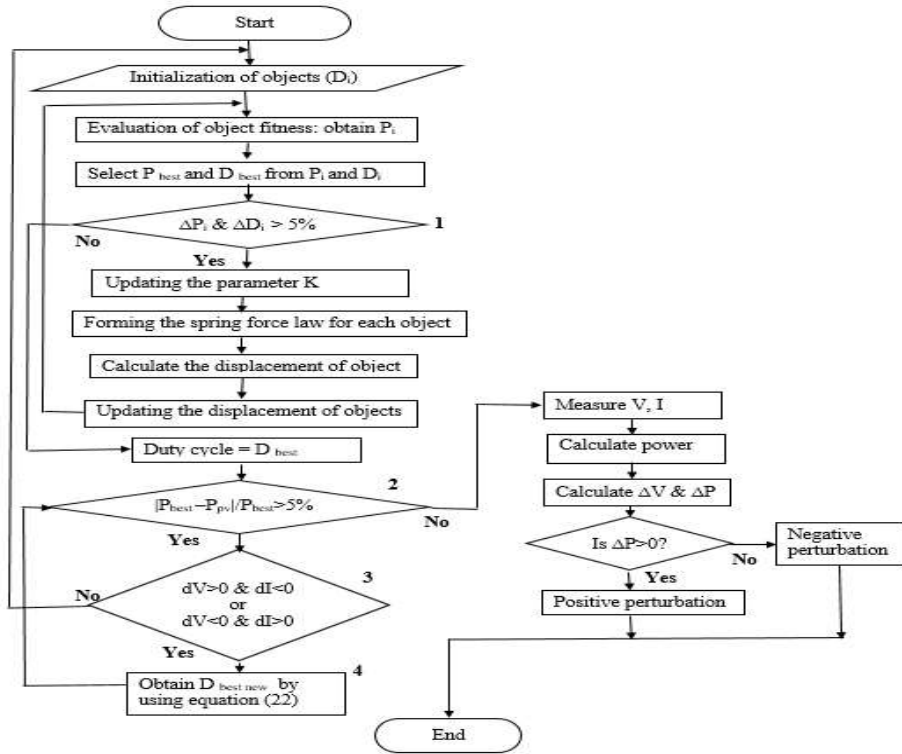 Start
Initialization of objects (Dᵢ)
Evaluation of object fitness: obtain Pᵢ
Select P best and D best from Pᵢ and Dᵢ
ΔPᵢ & ΔDᵢ > 5%
1
No
Yes
Updating the parameter K
Forming the spring force law for each object
Calculate the displacement of object
Updating the displacement of objects
Duty cycle = D best
|Pbest−Ppv|/Pbest>5%
2
No
Yes
dV>0 & dI<0
or
dV<0 & dI>0
3
No
Yes
Obtain D best new by
using equation (22)
4
Measure V, I
Calculate power
Calculate ΔV & ΔP
Is ΔP>0?
No
Negative
perturbation
Yes
Positive perturbation
End